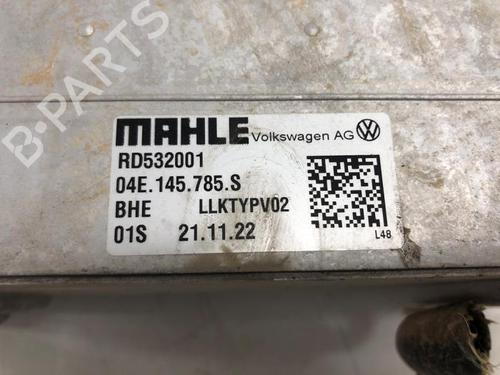 MAHLE Volkswagen AG
RD532001
04E.145.785.S
BHE LLKTYPV02
01S 21.11.22
L48
B-PARTS